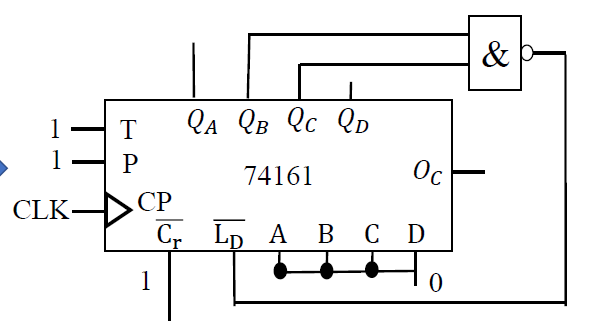 &
Q_A Q_B Q_C Q_D
1 T
1 P
74161 O_C
CLK CP
\overline{C_r} \overline{L_D} A B C D
1 0